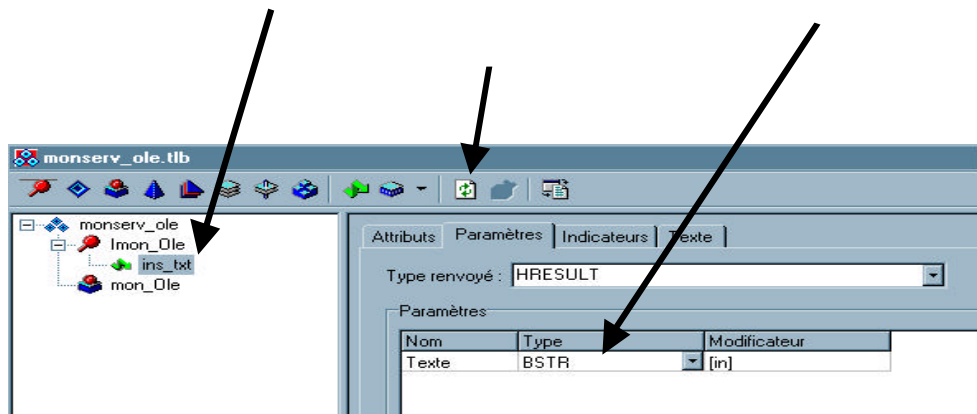 monserv_ole.tlb
monserv_ole
Imon_Ole
ins_txt
mon_Ole
Attributs Paramètres Indicateurs Texte
Type renvoyé : HRESULT
Paramètres
Nom Type Modificateur
Texte BSTR [in]